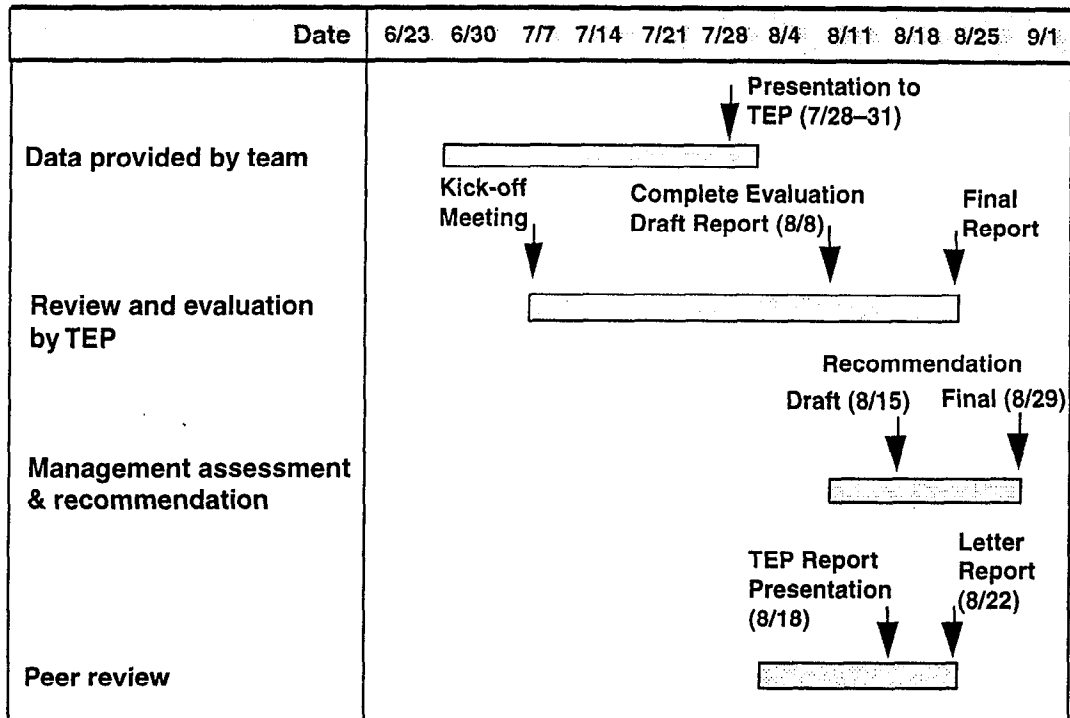 Date 6/23 6/30 7/7 7/14 7/21 7/28 8/4 8/11 8/18 8/25 9/1
Presentation to
TEP (7/28–31)
Data provided by team
Kick-off
Meeting
Complete Evaluation
Draft Report (8/8)
Final
Report
Review and evaluation
by TEP
Recommendation
Draft (8/15) Final (8/29)
Management assessment
& recommendation
TEP Report
Presentation
(8/18)
Letter
Report
(8/22)
Peer review